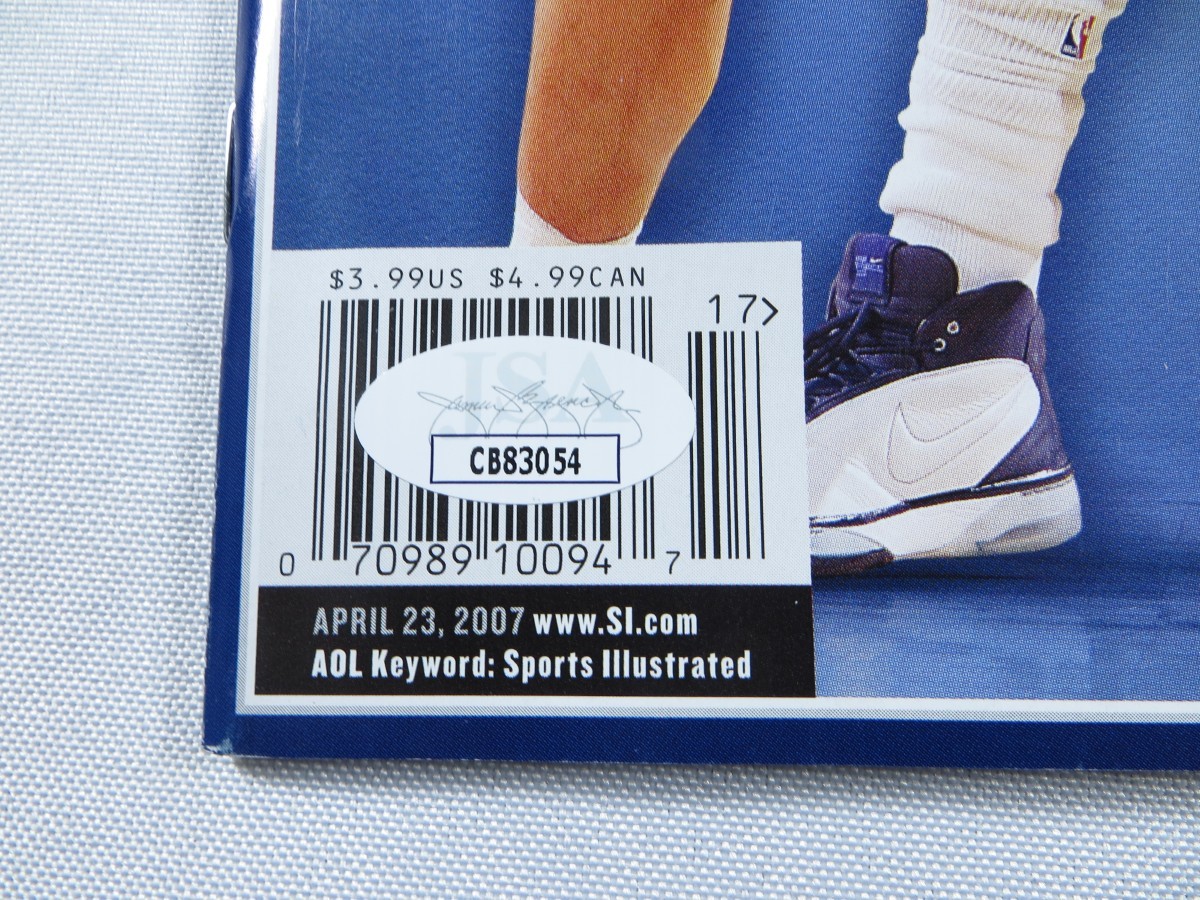 $3.99US $4.99CAN
17>
JSA
CB83054
0 70989 10094 7
APRIL 23, 2007 www.SI.com
AOL Keyword: Sports Illustrated